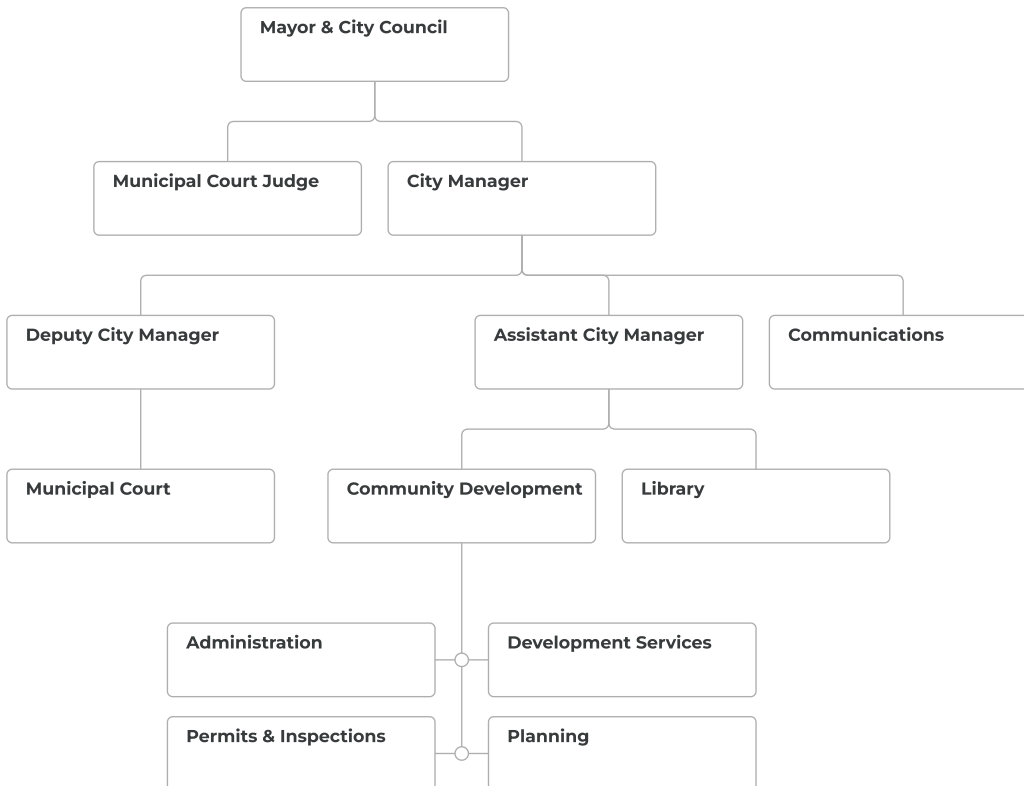 Mayor & City Council
Municipal Court Judge
City Manager
Deputy City Manager
Assistant City Manager
Communications
Municipal Court
Community Development
Library
Administration
Development Services
Permits & Inspections
Planning